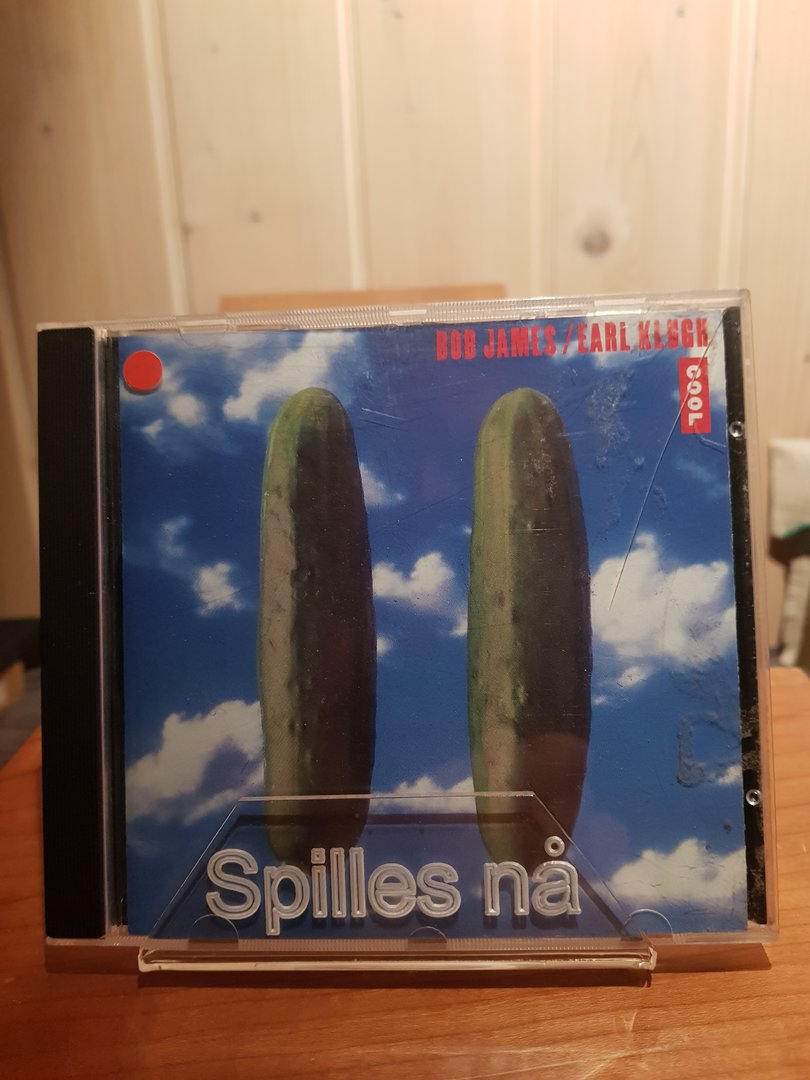 BOB JAMES/EARL KLUGH
COOL
Spilles nå